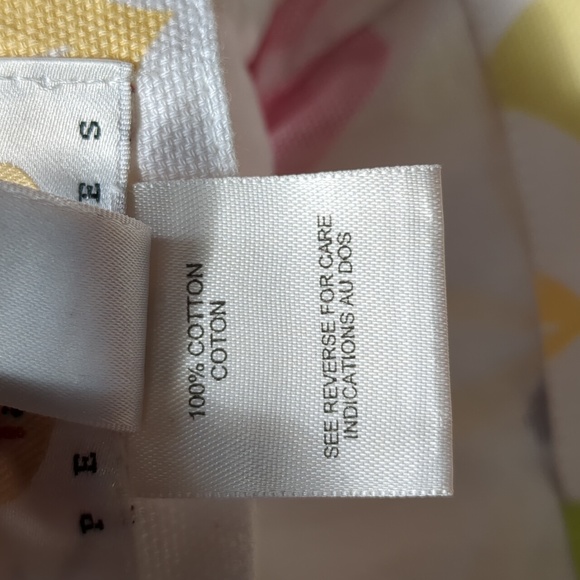 100% COTTON
COTON
SEE REVERSE FOR CARE
INDICATIONS AU DOS